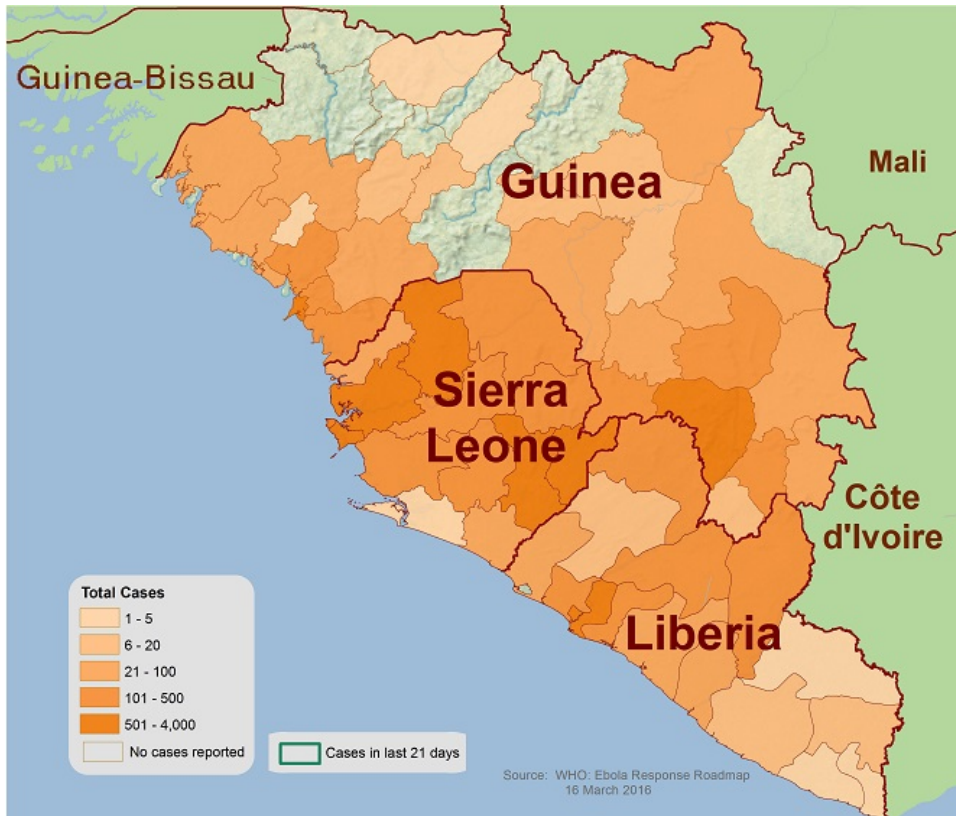 Guinea-Bissau
Mali
Guinea
Sierra
Leone
Côte
d'Ivoire
Liberia
Total Cases
1 - 5
6 - 20
21 - 100
101 - 500
501 - 4,000
No cases reported
Cases in last 21 days
Source: WHO: Ebola Response Roadmap
16 March 2016